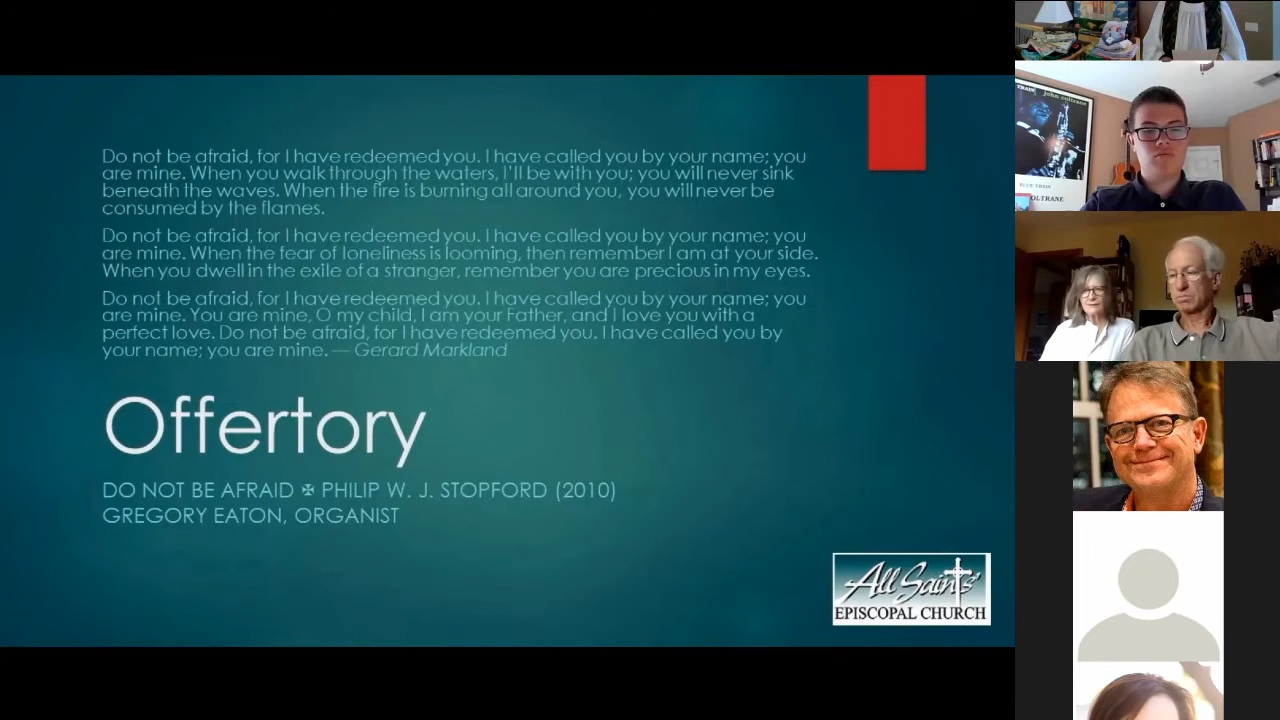 Do not be afraid, for I have redeemed you. I have called you by your name; you
are mine. When you walk through the waters, I'll be with you; you will never sink
beneath the waves. When the fire is burning all around you, you will never be
consumed by the flames.
Do not be afraid, for I have redeemed you. I have called you by your name; you
are mine. When the fear of loneliness is looming, then remember I am at your side.
When you dwell in the exile of a stranger, remember you are precious in my eyes.
Do not be afraid, for I have redeemed you. I have called you by your name; you
are mine. You are mine, O my child, I am your Father, and I love you with a
perfect love. Do not be afraid, for I have redeemed you. I have called you by
your name; you are mine. — Gerard Markland
Offertory
DO NOT BE AFRAID ✠ PHILIP W. J. STOPFORD (2010)
GREGORY EATON, ORGANIST
All Saints'
EPISCOPAL CHURCH
TRAIN john coltrane
BLUE TRAIN
COLTRANE